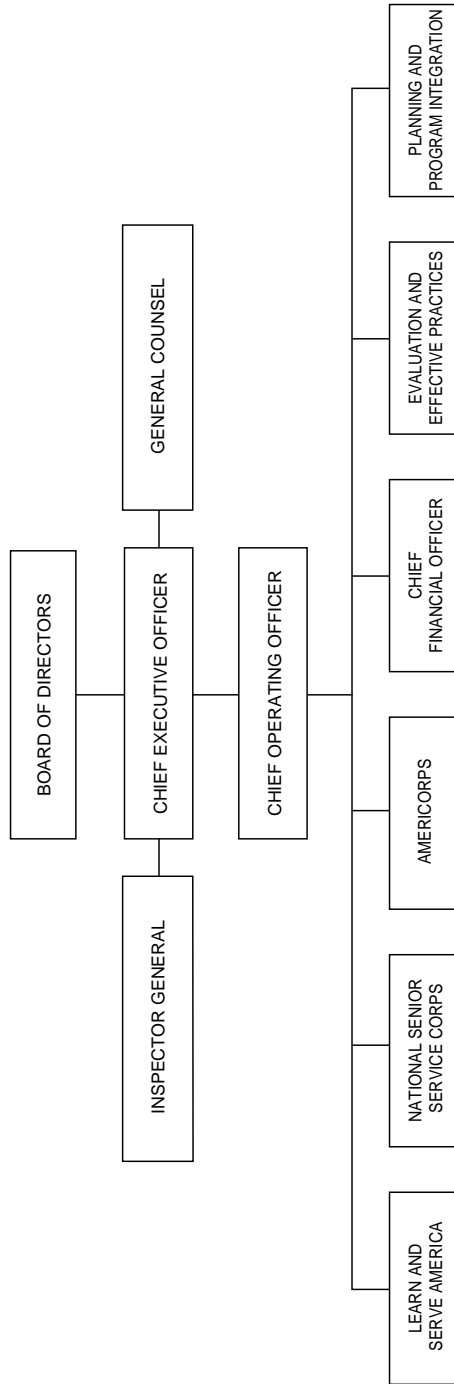 BOARD OF DIRECTORS
INSPECTOR GENERAL
CHIEF EXECUTIVE OFFICER
GENERAL COUNSEL
CHIEF OPERATING OFFICER
LEARN AND
SERVE AMERICA
NATIONAL SENIOR
SERVICE CORPS
AMERICORPS
CHIEF
FINANCIAL OFFICER
EVALUATION AND
EFFECTIVE PRACTICES
PLANNING AND
PROGRAM INTEGRATION